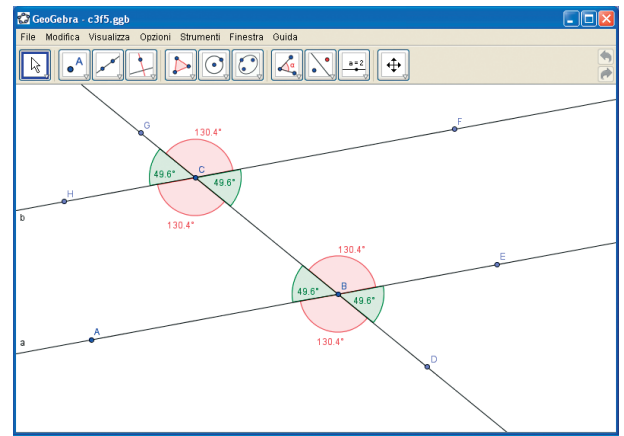 GeoGebra - c3f5.ggb
File Modifica Visualizza Opzioni Strumenti Finestra Guida
A
α
a=2
G
130.4°
F
49.6°
C
49.6°
H
b
130.4°
130.4°
E
49.6°
B
49.6°
A
130.4°
a
D